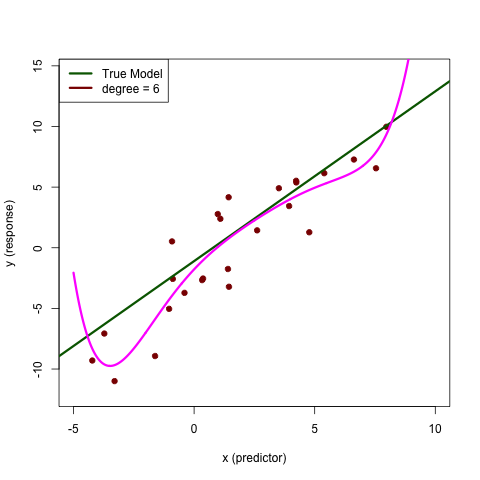 True Model
degree = 6
15
10
5
0
-5
-10
y (response)
-5
0
5
10
x (predictor)